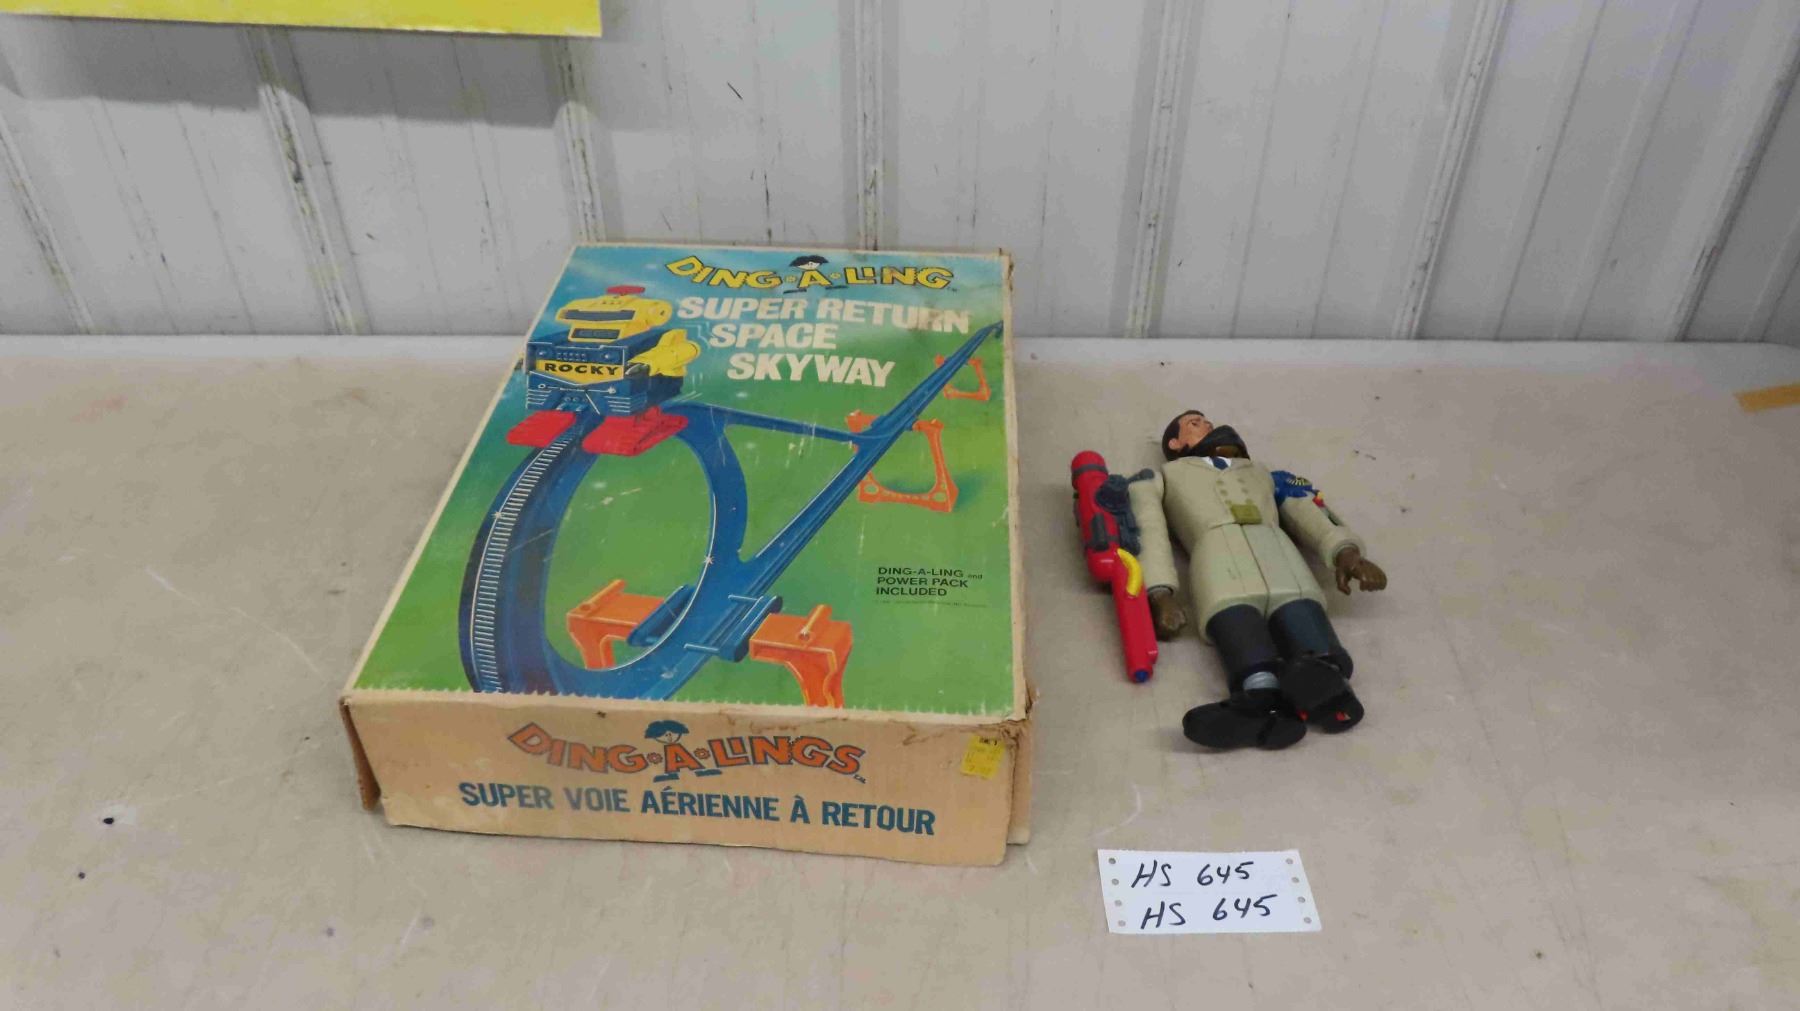 DING·A·LING
SUPER RETURN
SPACE
SKYWAY
ROCKY
DING-A-LING and
POWER PACK
INCLUDED
DING·A·LINGS
SUPER VOIE AÉRIENNE À RETOUR
HS 645
HS 645